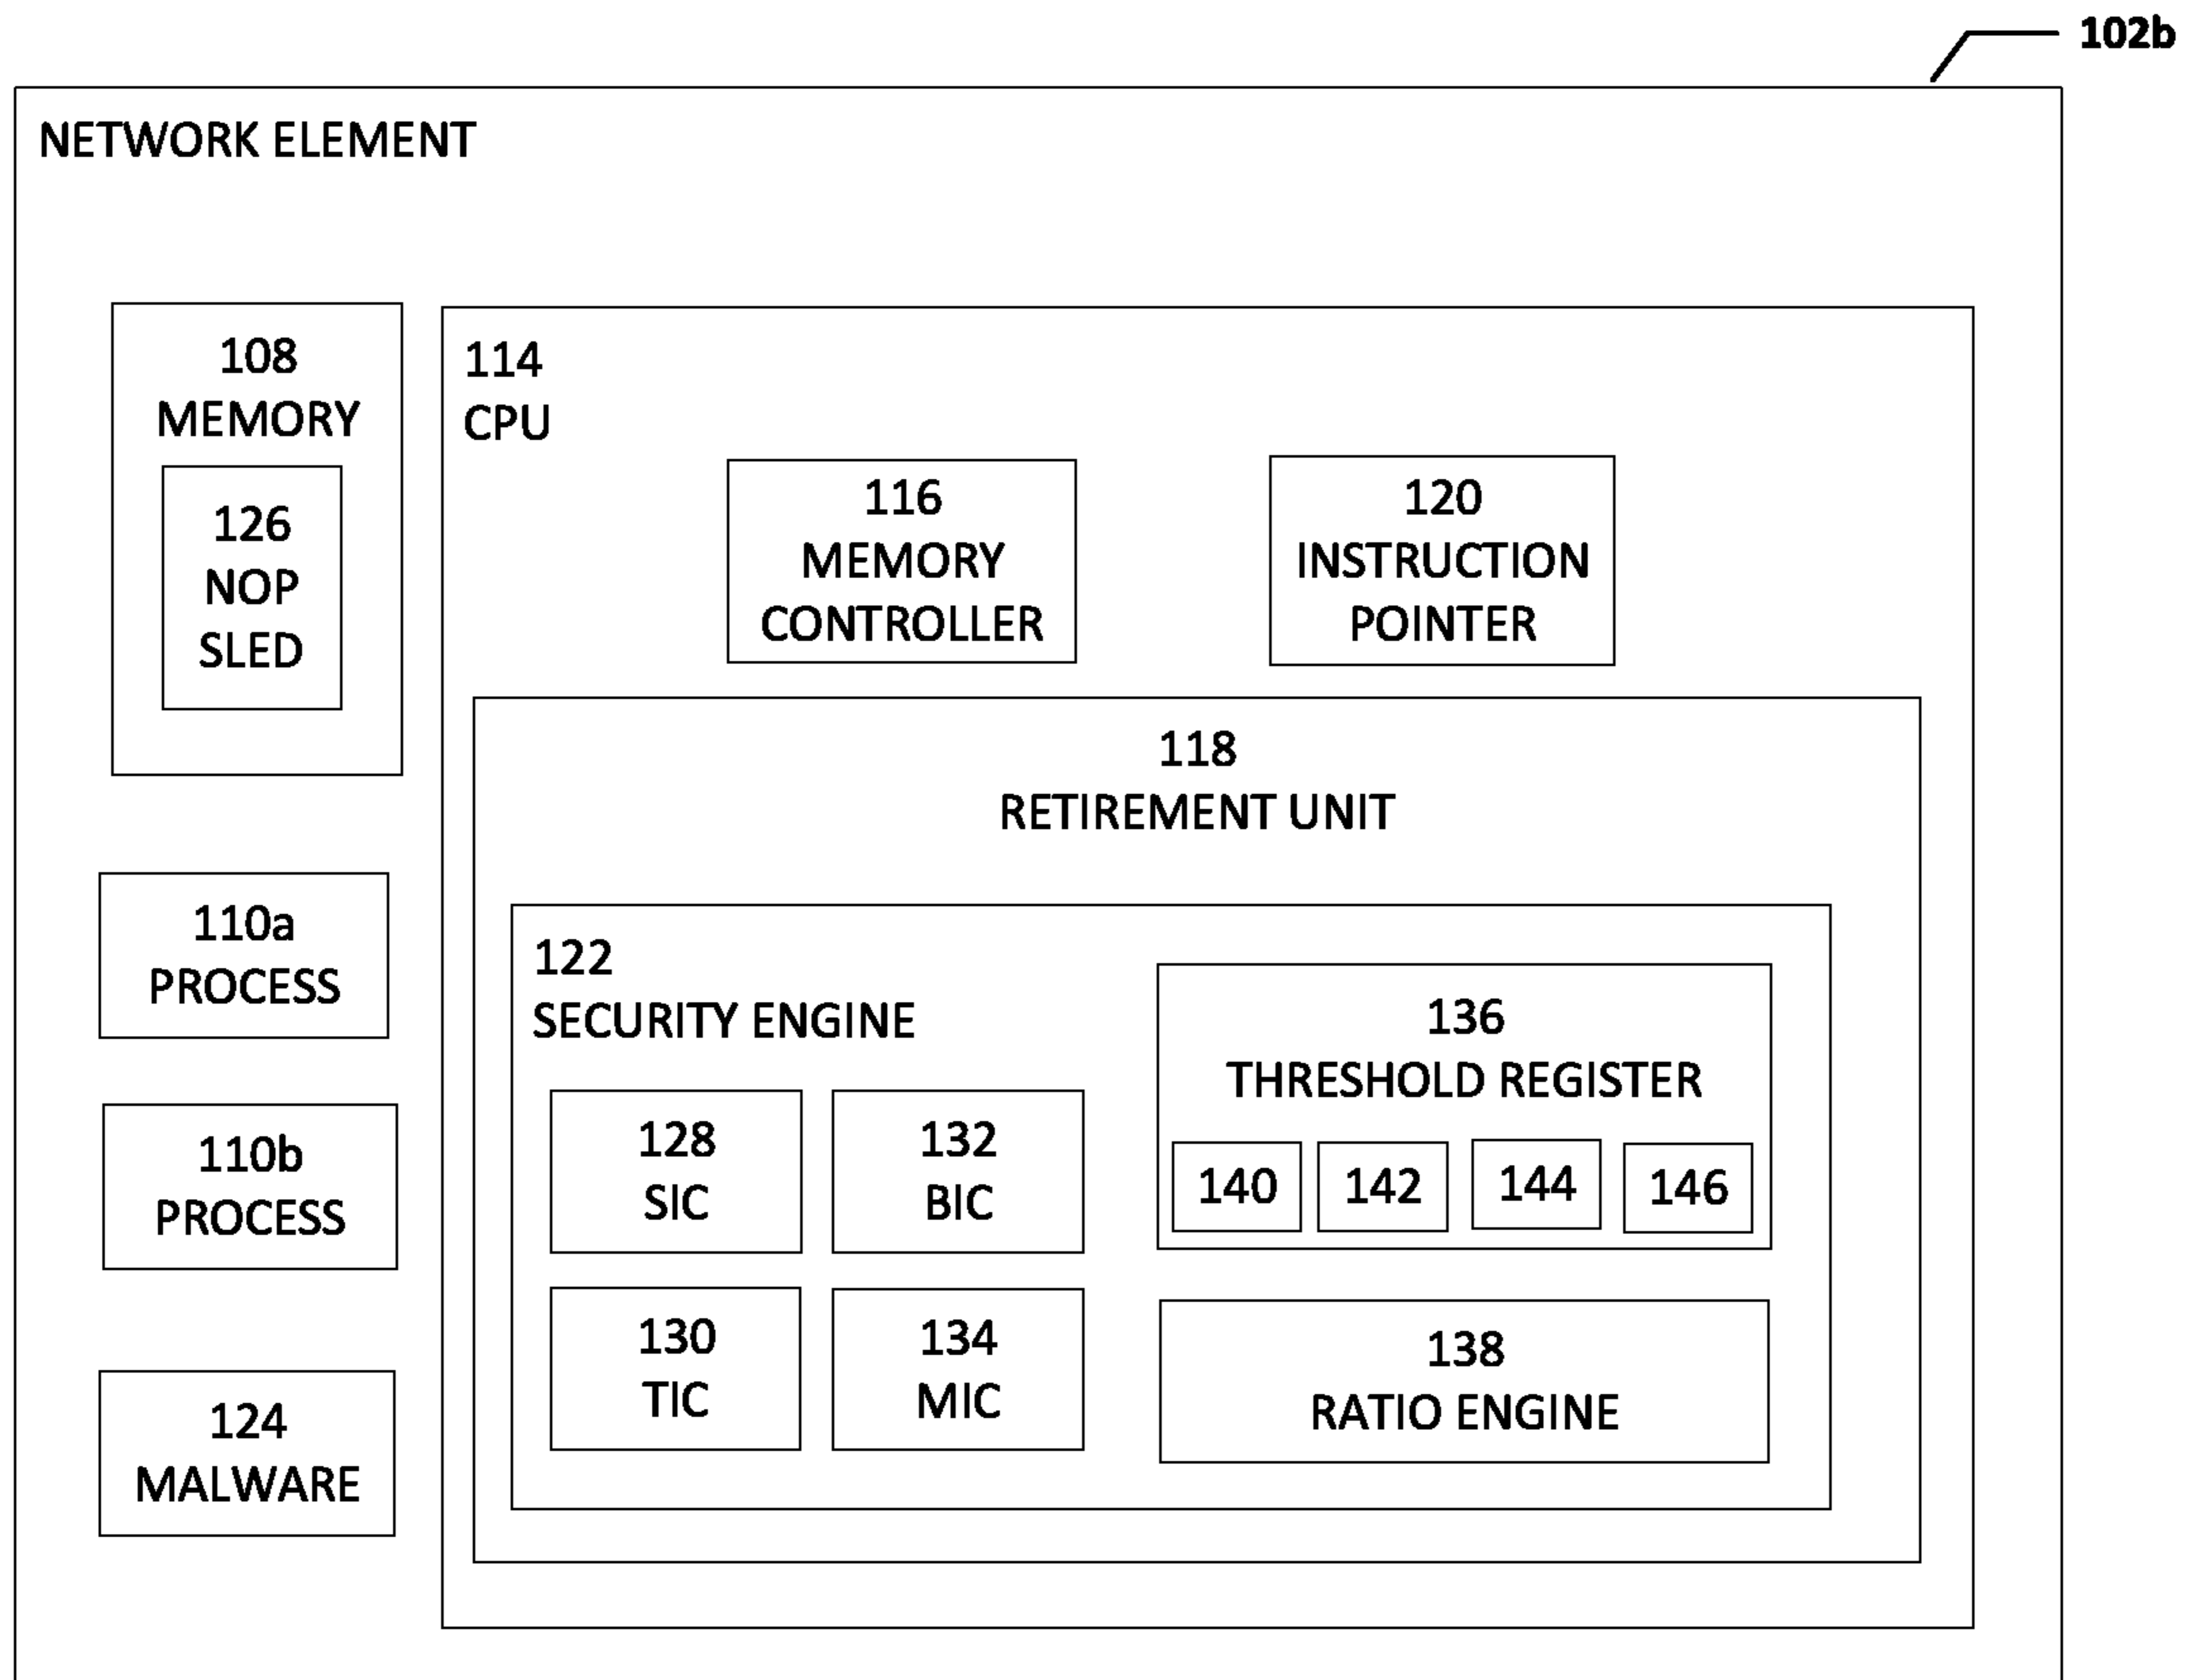 102b
NETWORK ELEMENT
108
MEMORY
126
NOP
SLED
110a
PROCESS
110b
PROCESS
124
MALWARE
114
CPU
116
MEMORY
CONTROLLER
120
INSTRUCTION
POINTER
118
RETIREMENT UNIT
122
SECURITY ENGINE
128
SIC
132
BIC
130
TIC
134
MIC
136
THRESHOLD REGISTER
140
142
144
146
138
RATIO ENGINE